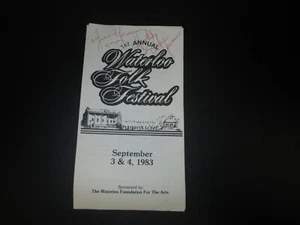 1ST ANNUAL
Waterloo
Folk
Festival
September
3 & 4, 1983
Sponsored by:
The Waterloo Foundation For The Arts